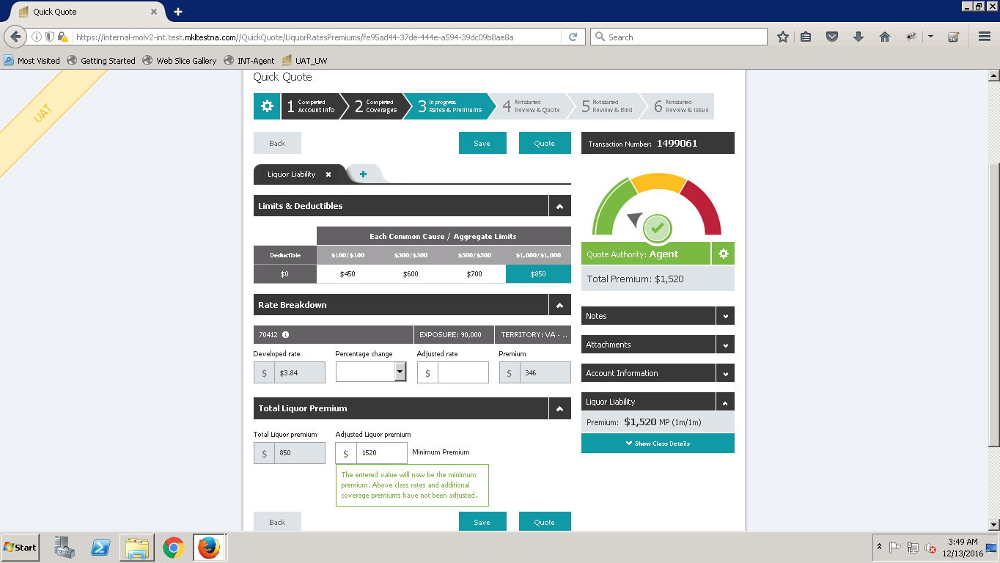 Quick Quote
https://internal-molv2-int.test.mkltestna.com//QuickQuote/LiquorRatesPremiums/fe95ad44-37de-444e-a594-39dc09b8ae8a
Search
Most Visited Getting Started Web Slice Gallery INT-Agent UAT_UW
UAT
Quick Quote
1 Completed Account Info
2 Completed Coverages
3 In progress Rates & Premiums
4 Not started Review & Quote
5 Not started Review & Bind
6 Not started Review & Issue
Back Save Quote
Transaction Number: 1499061
Liquor Liability
Limits & Deductibles
Each Common Cause / Aggregate Limits
Deductible $100/$100 $300/$300 $500/$500 $1,000/$1,000
$0 $450 $600 $700 $850
Rate Breakdown
70412 EXPOSURE: 90,000 TERRITORY: VA - ...
Developed rate Percentage change Adjusted rate Premium
$ $3.84 $ $ 346
Total Liquor Premium
Total Liquor premium Adjusted Liquor premium
$ 850 $ 1520 Minimum Premium
The entered value will now be the minimum
premium. Above class rates and additional
coverage premiums have not been adjusted.
Back Save Quote
Quote Authority: Agent
Total Premium: $1,520
Notes
Attachments
Account Information
Liquor Liability
Premium: $1,520 MP (1m/1m)
Show Class Details
Start
3:49 AM
12/13/2016